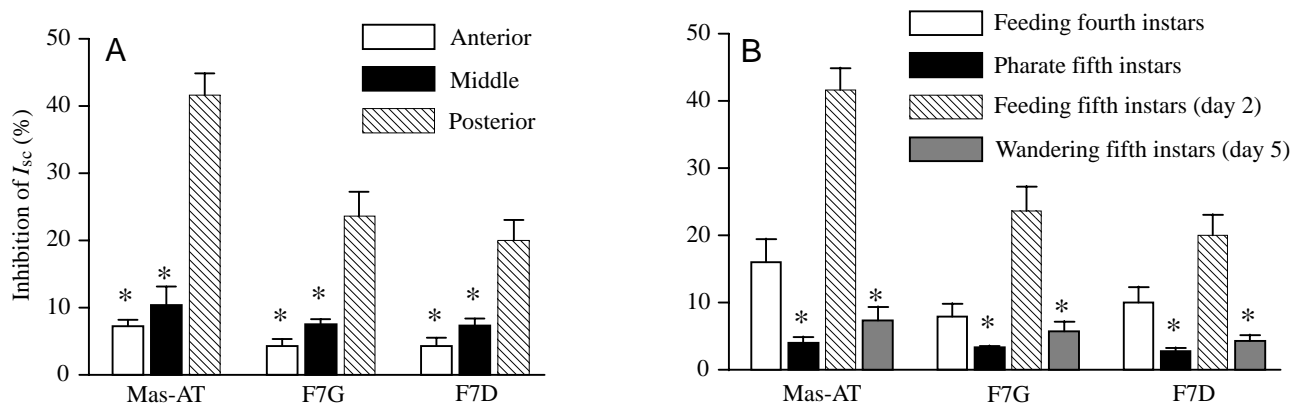 A
Anterior
Middle
Posterior
Inhibition of Isc (%)
50
40
30
20
10
0
* * * * * *
Mas-AT F7G F7D
B
Feeding fourth instars
Pharate fifth instars
Feeding fifth instars (day 2)
Wandering fifth instars (day 5)
50
40
30
20
10
0
* * * * * *
Mas-AT F7G F7D